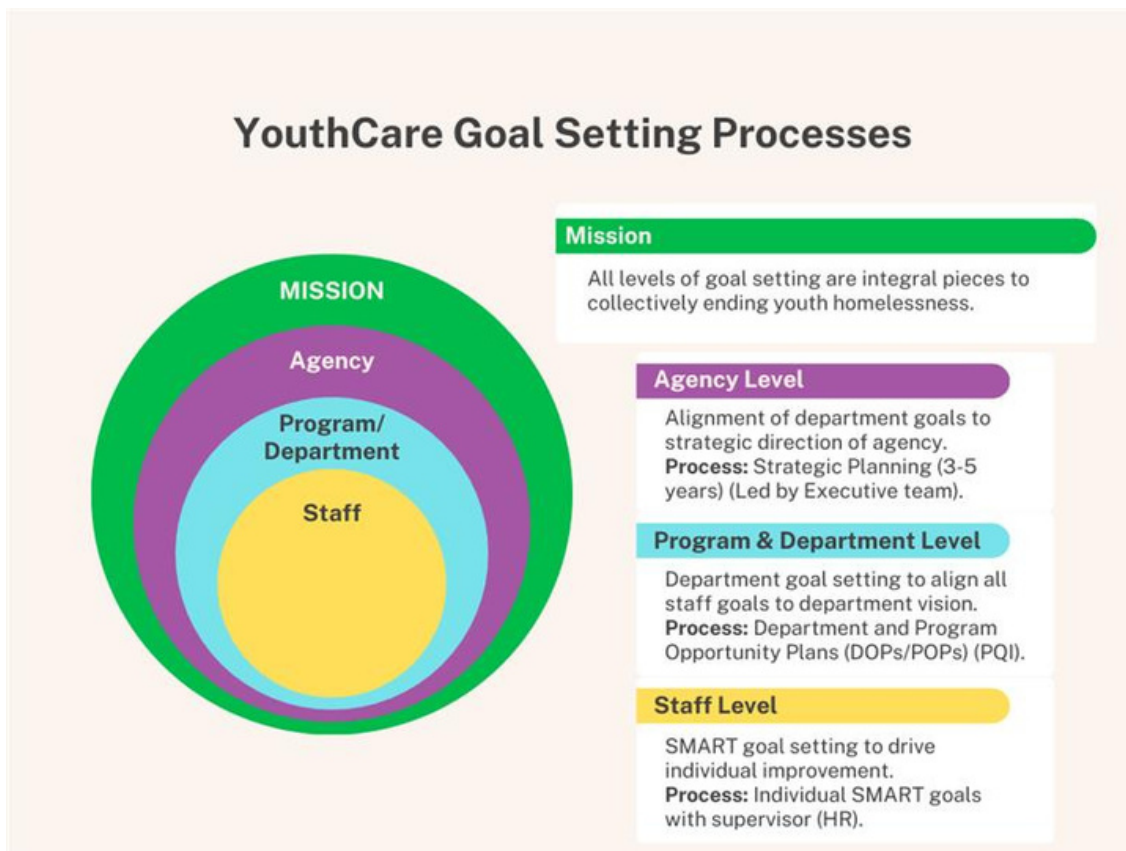 YouthCare Goal Setting Processes
MISSION
Agency
Program/
Department
Staff
Mission
All levels of goal setting are integral pieces to
collectively ending youth homelessness.
Agency Level
Alignment of department goals to
strategic direction of agency.
Process: Strategic Planning (3-5
years) (Led by Executive team).
Program & Department Level
Department goal setting to align all
staff goals to department vision.
Process: Department and Program
Opportunity Plans (DOPs/POPs) (PQI).
Staff Level
SMART goal setting to drive
individual improvement.
Process: Individual SMART goals
with supervisor (HR).